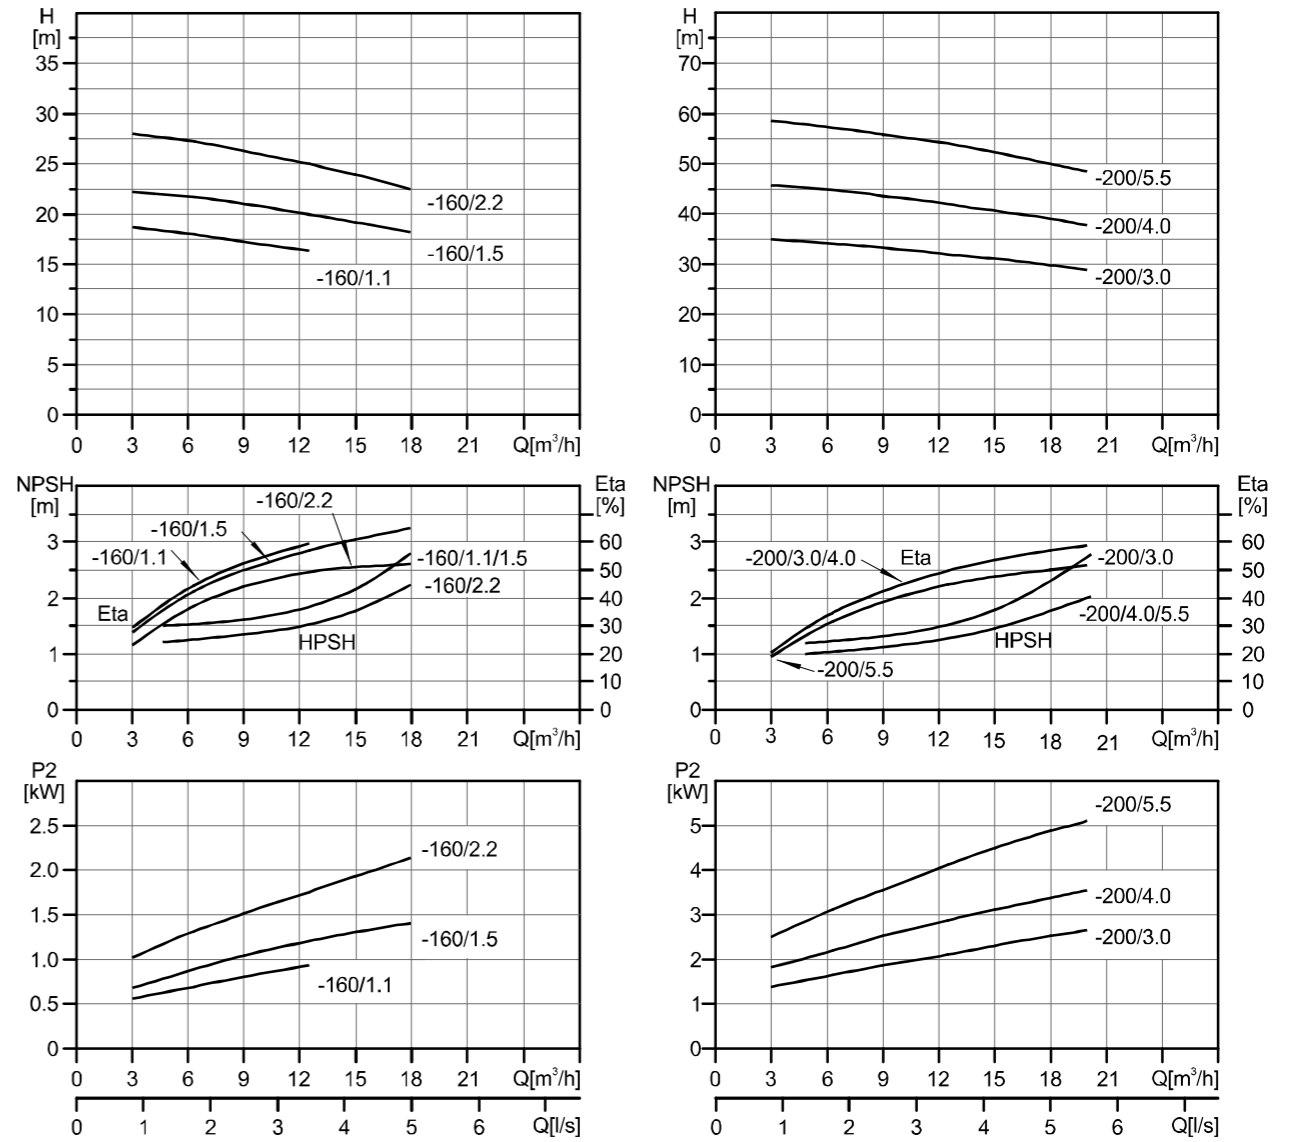 H
[m]
35
30
25
20
15
10
5
0
-160/2.2
-160/1.5
-160/1.1
0 3 6 9 12 15 18 21 Q[m³/h]
H
[m]
70
60
50
40
30
20
10
0
-200/5.5
-200/4.0
-200/3.0
0 3 6 9 12 15 18 21 Q[m³/h]
NPSH
[m]
3
2
1
0
Eta
[%]
60
50
40
30
20
10
0
-160/2.2
-160/1.5
-160/1.1
-160/1.1/1.5
-160/2.2
Eta
HPSH
0 3 6 9 12 15 18 21 Q[m³/h]
NPSH
[m]
3
2
1
0
Eta
[%]
60
50
40
30
20
10
0
-200/3.0/4.0
Eta
-200/3.0
-200/4.0/5.5
HPSH
-200/5.5
0 3 6 9 12 15 18 21 Q[m³/h]
P2
[kW]
2.5
2.0
1.5
1.0
0.5
0
-160/2.2
-160/1.5
-160/1.1
0 3 6 9 12 15 18 21 Q[m³/h]
0 1 2 3 4 5 6 Q[l/s]
P2
[kW]
5
4
3
2
1
0
-200/5.5
-200/4.0
-200/3.0
0 3 6 9 12 15 18 21 Q[m³/h]
0 1 2 3 4 5 6 Q[l/s]